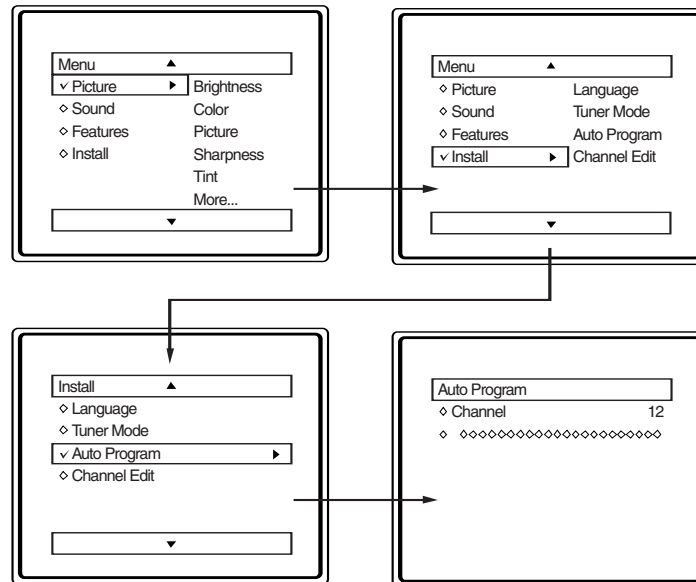 Menu
Picture Brightness
Sound Color
Features Picture
Install Sharpness
Tint
More...
Menu
Picture Language
Sound Tuner Mode
Features Auto Program
Install Channel Edit
Install
Language
Tuner Mode
Auto Program
Channel Edit
Auto Program
Channel 12